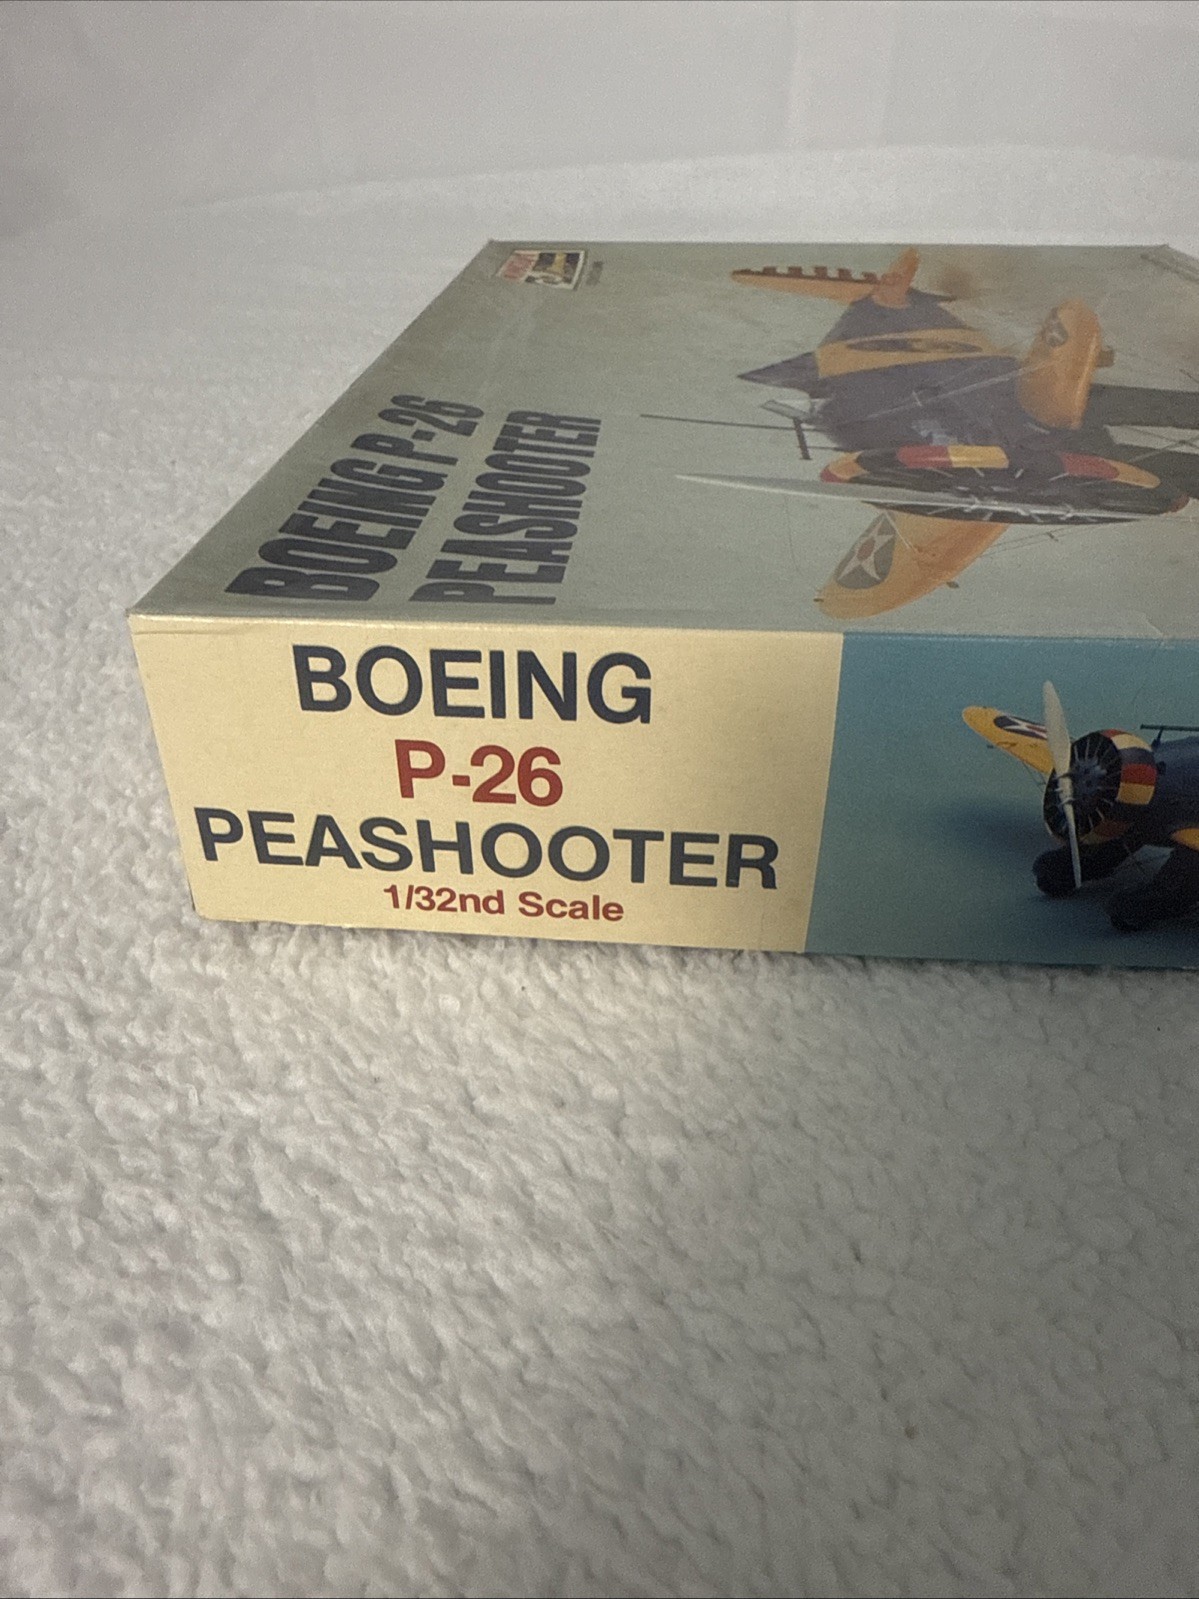 BOEING P-26
PEASHOOTER
BOEING
P-26
PEASHOOTER
1/32nd Scale